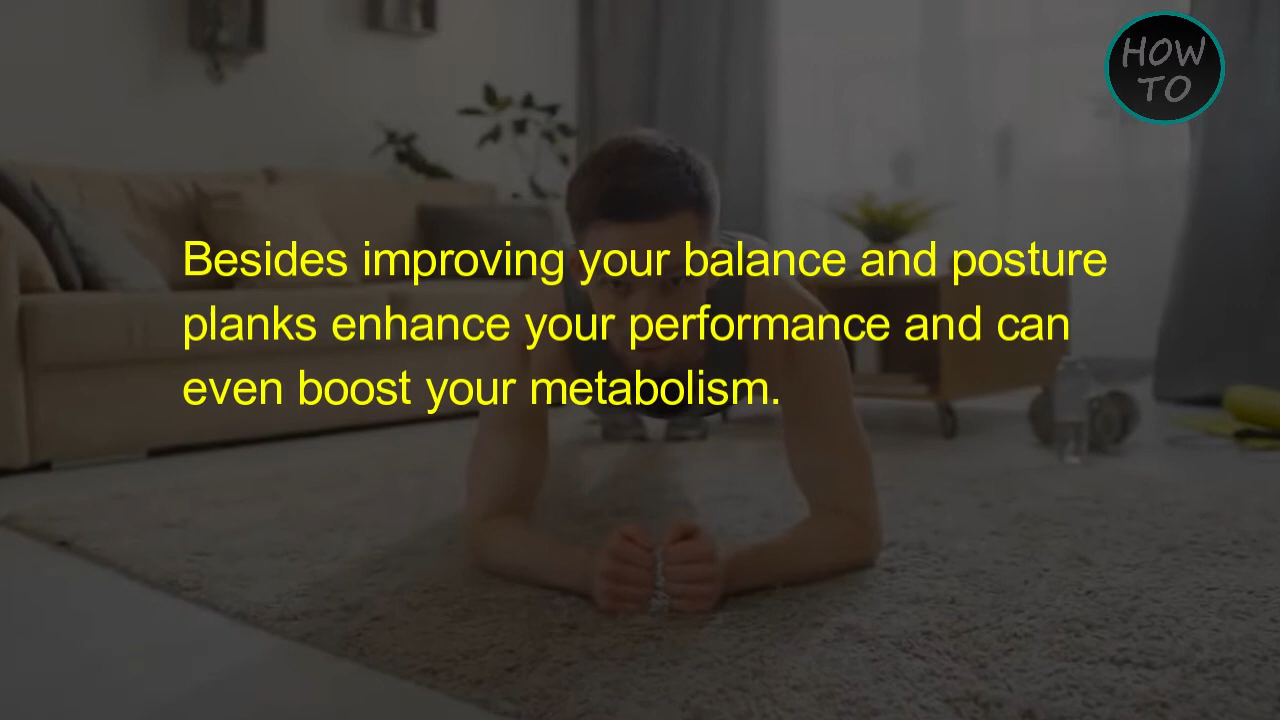 HOW
TO
Besides improving your balance and posture
planks enhance your performance and can
even boost your metabolism.